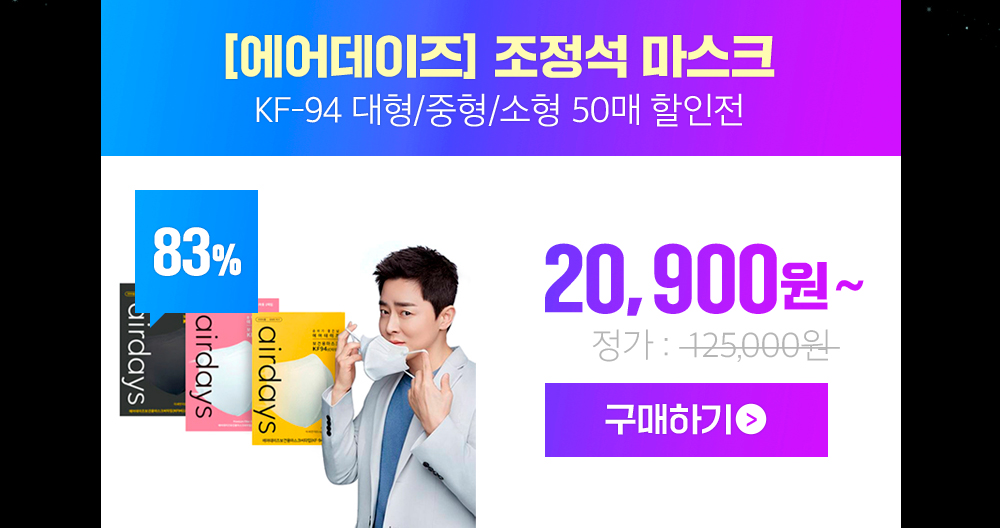 [에어데이즈] 조정석 마스크
KF-94 대형/중형/소형 50매 할인전
83%
airdays
airdays
airdays
KF94
20,900원~
정가 : 125,000원
구매하기